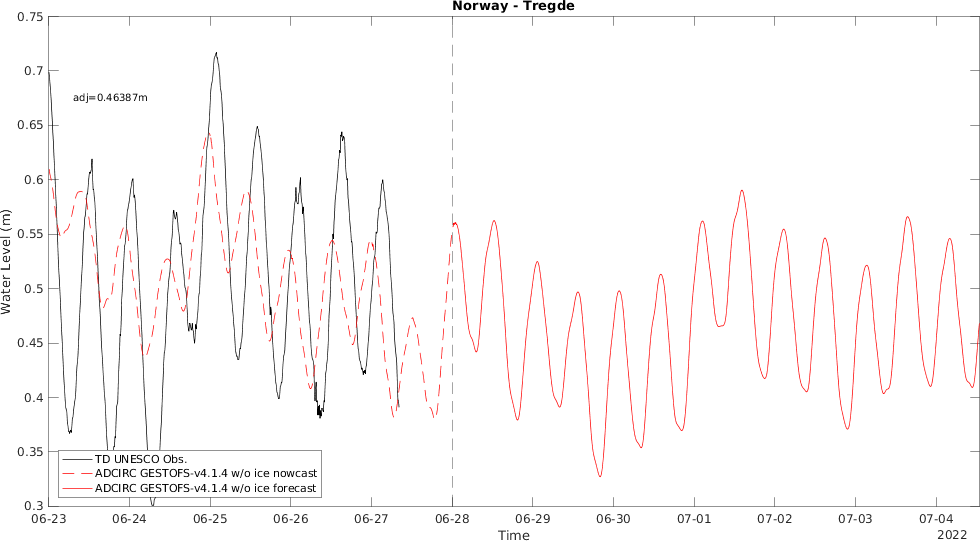 Norway - Tregde
0.75
0.7
0.65
0.6
0.55
0.5
0.45
0.4
0.35
0.3
Water Level (m)
adj=0.46387m
TD UNESCO Obs.
ADCIRC GESTOFS-v4.1.4 w/o ice nowcast
ADCIRC GESTOFS-v4.1.4 w/o ice forecast
06-23 06-24 06-25 06-26 06-27 06-28 06-29 06-30 07-01 07-02 07-03 07-04
Time
2022